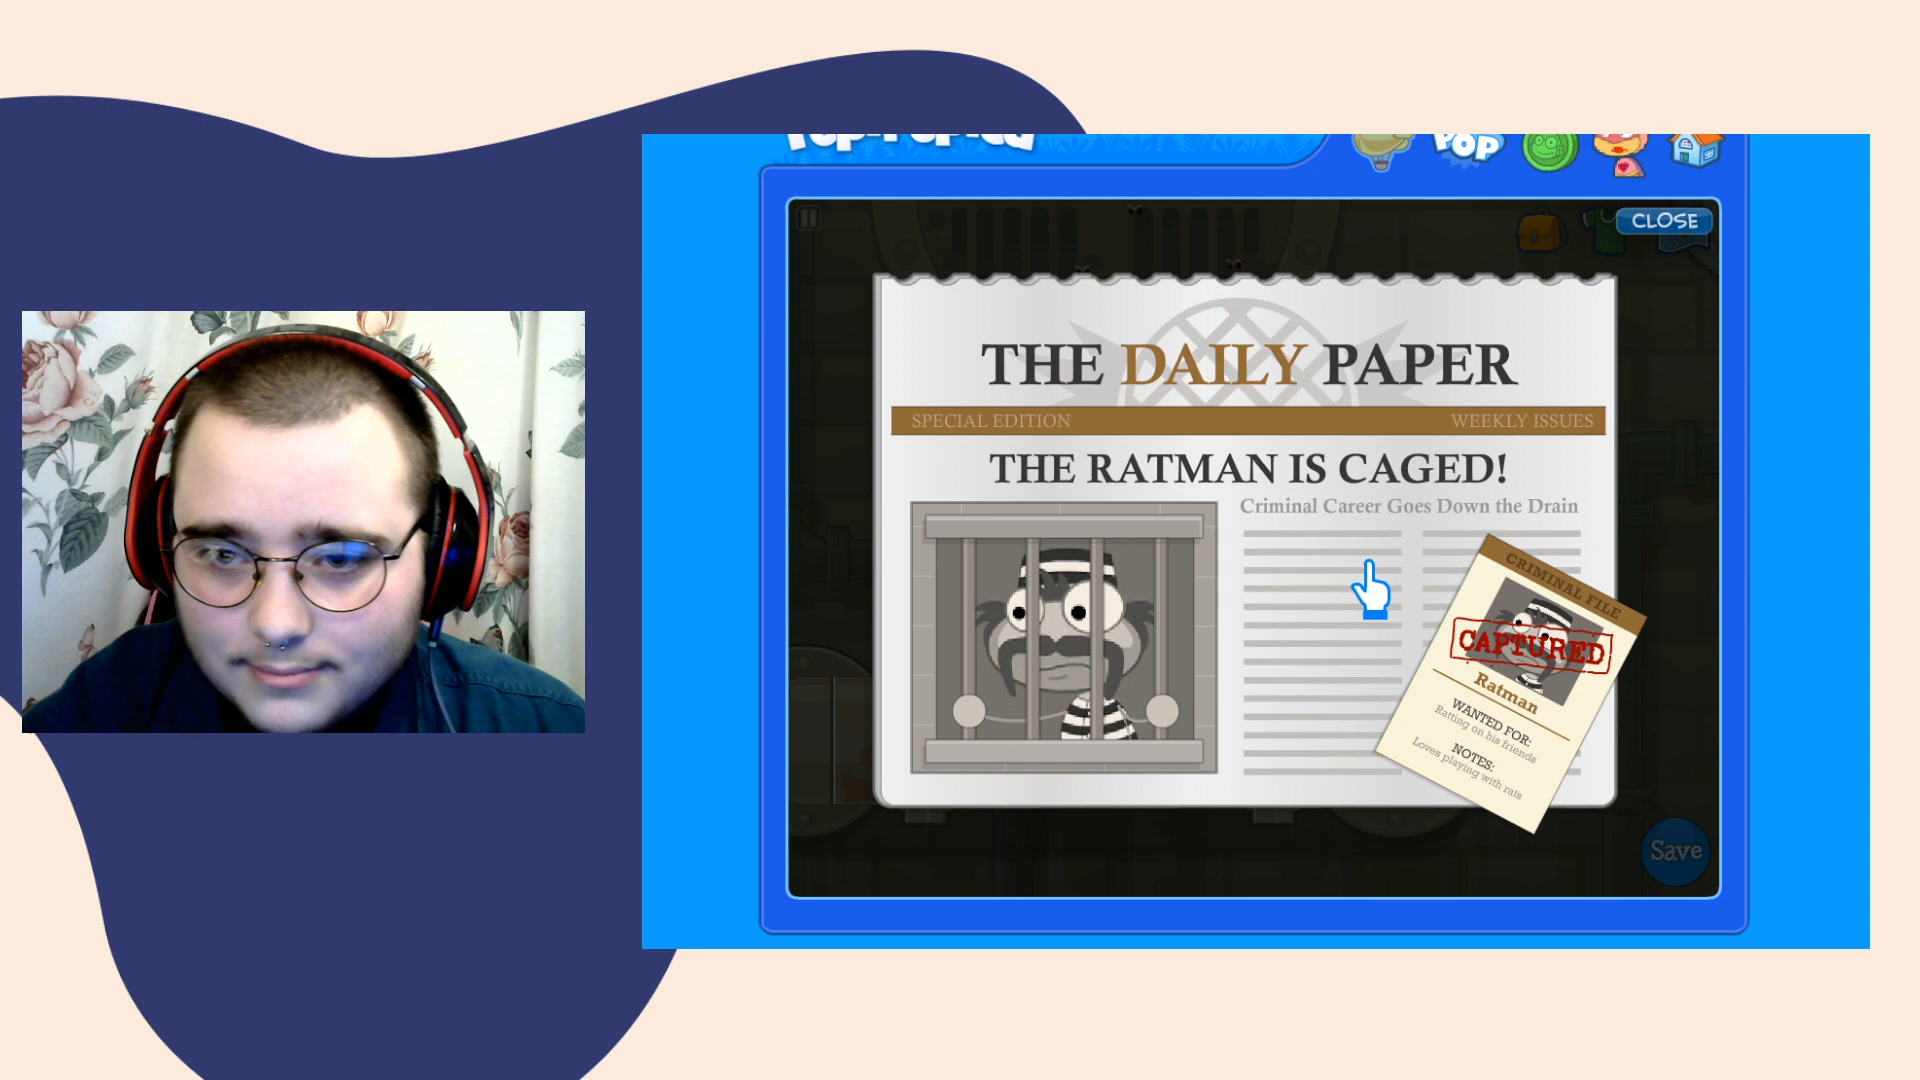 POP
CLOSE
THE DAILY PAPER
SPECIAL EDITION
WEEKLY ISSUES
THE RATMAN IS CAGED!
Criminal Career Goes Down the Drain
CRIMINAL FILE
CAPTURED
Ratman
WANTED FOR:
Ratting on his friends
NOTES:
Loves playing with rats
Save